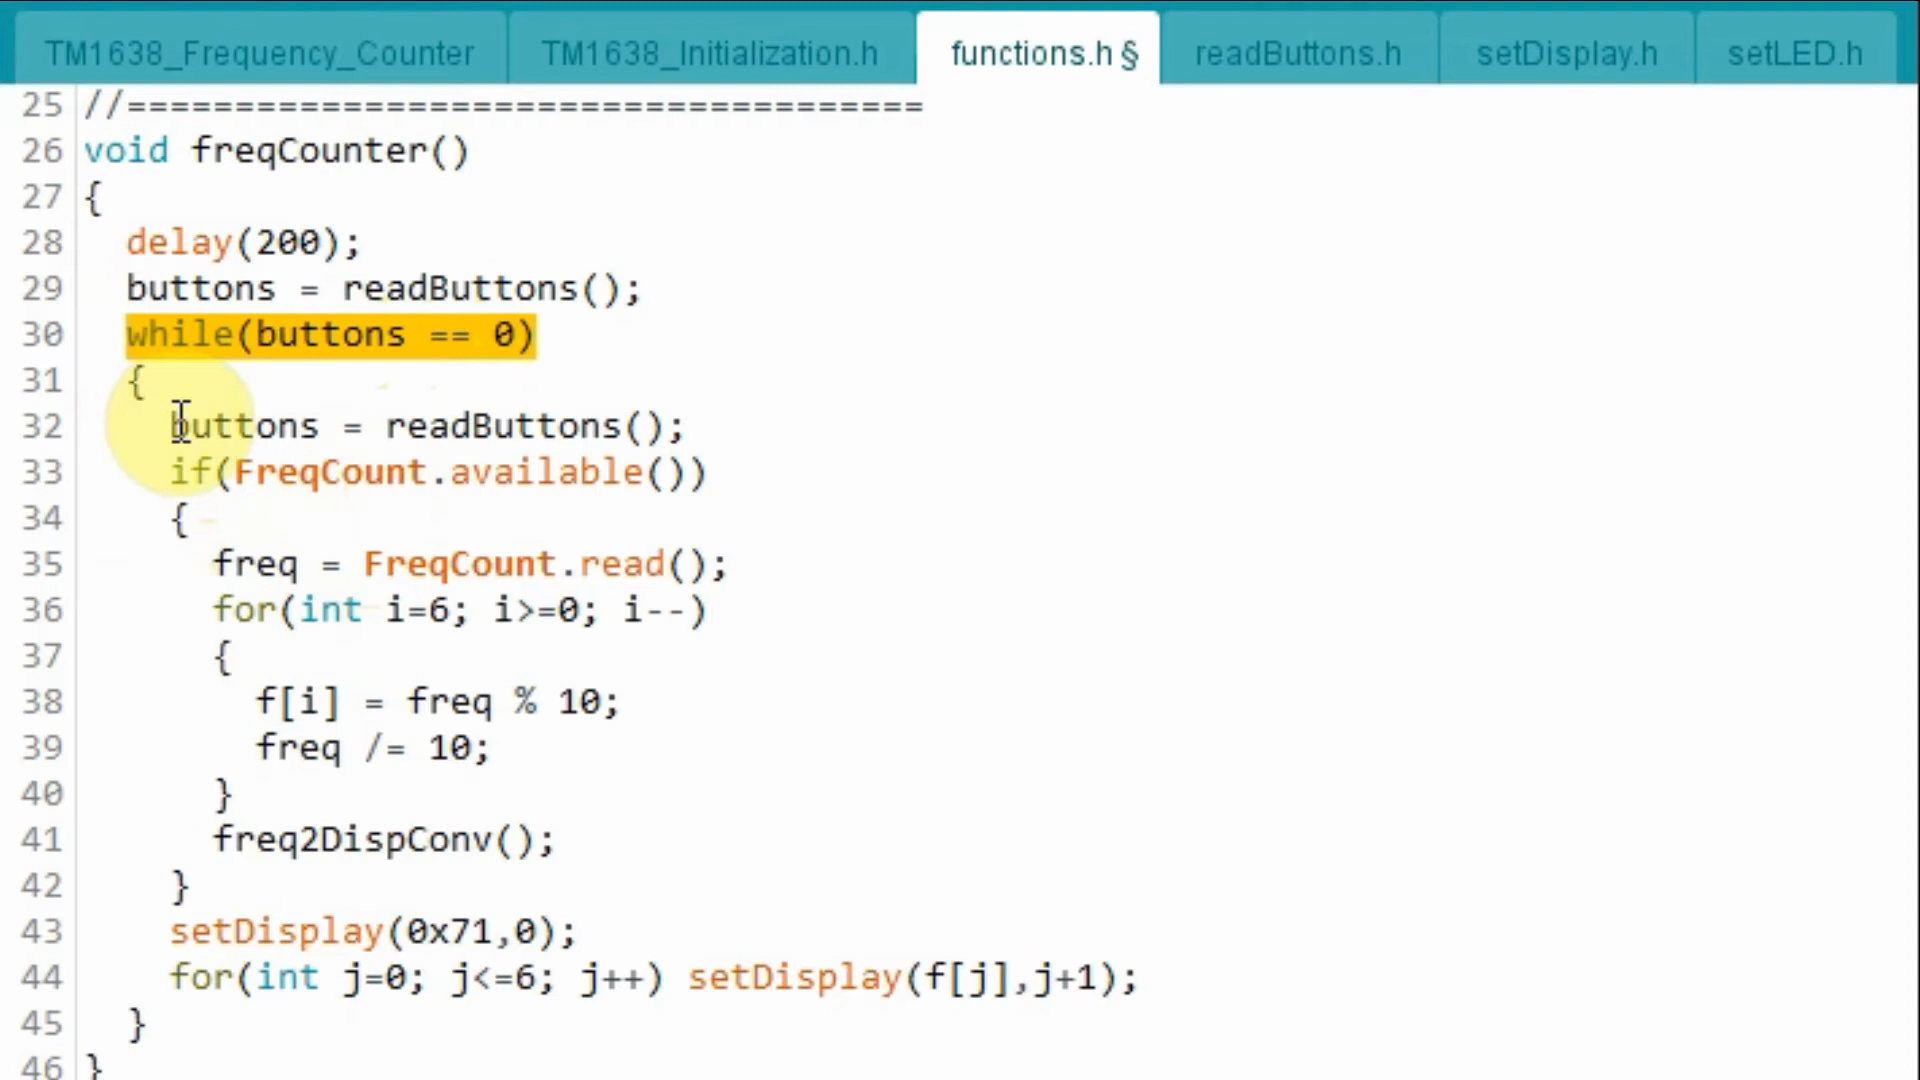 TM1638_Frequency_Counter TM1638_Initialization.h functions.h § readButtons.h setDisplay.h setLED.h
25 //=====================================
26 void freqCounter()
27 {
28 delay(200);
29 buttons = readButtons();
30 while(buttons == 0)
31 {
32 buttons = readButtons();
33 if(FreqCount.available())
34 {
35 freq = FreqCount.read();
36 for(int i=6; i>=0; i--)
37 {
38 f[i] = freq % 10;
39 freq /= 10;
40 }
41 freq2DispConv();
42 }
43 setDisplay(0x71,0);
44 for(int j=0; j<=6; j++) setDisplay(f[j],j+1);
45 }
46 }